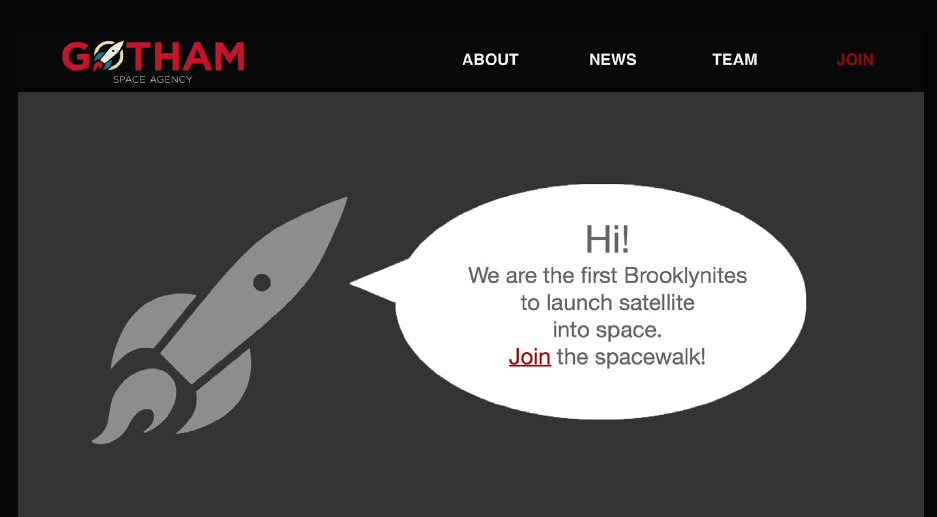 GOTHAM
SPACE AGENCY
ABOUT NEWS TEAM JOIN
Hi!
We are the first Brooklynites
to launch satellite
into space.
Join the spacewalk!